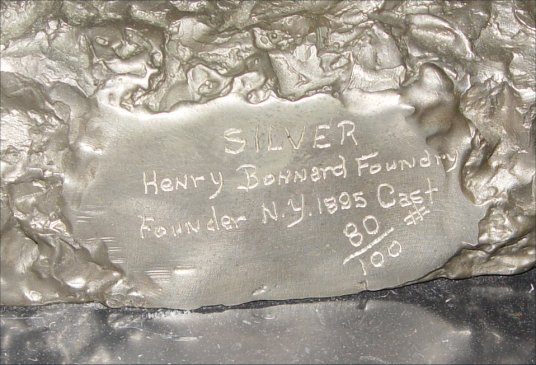 SILVER
Henry Bonnard Foundry
Founder N.Y. 1895 Cast #
80
100